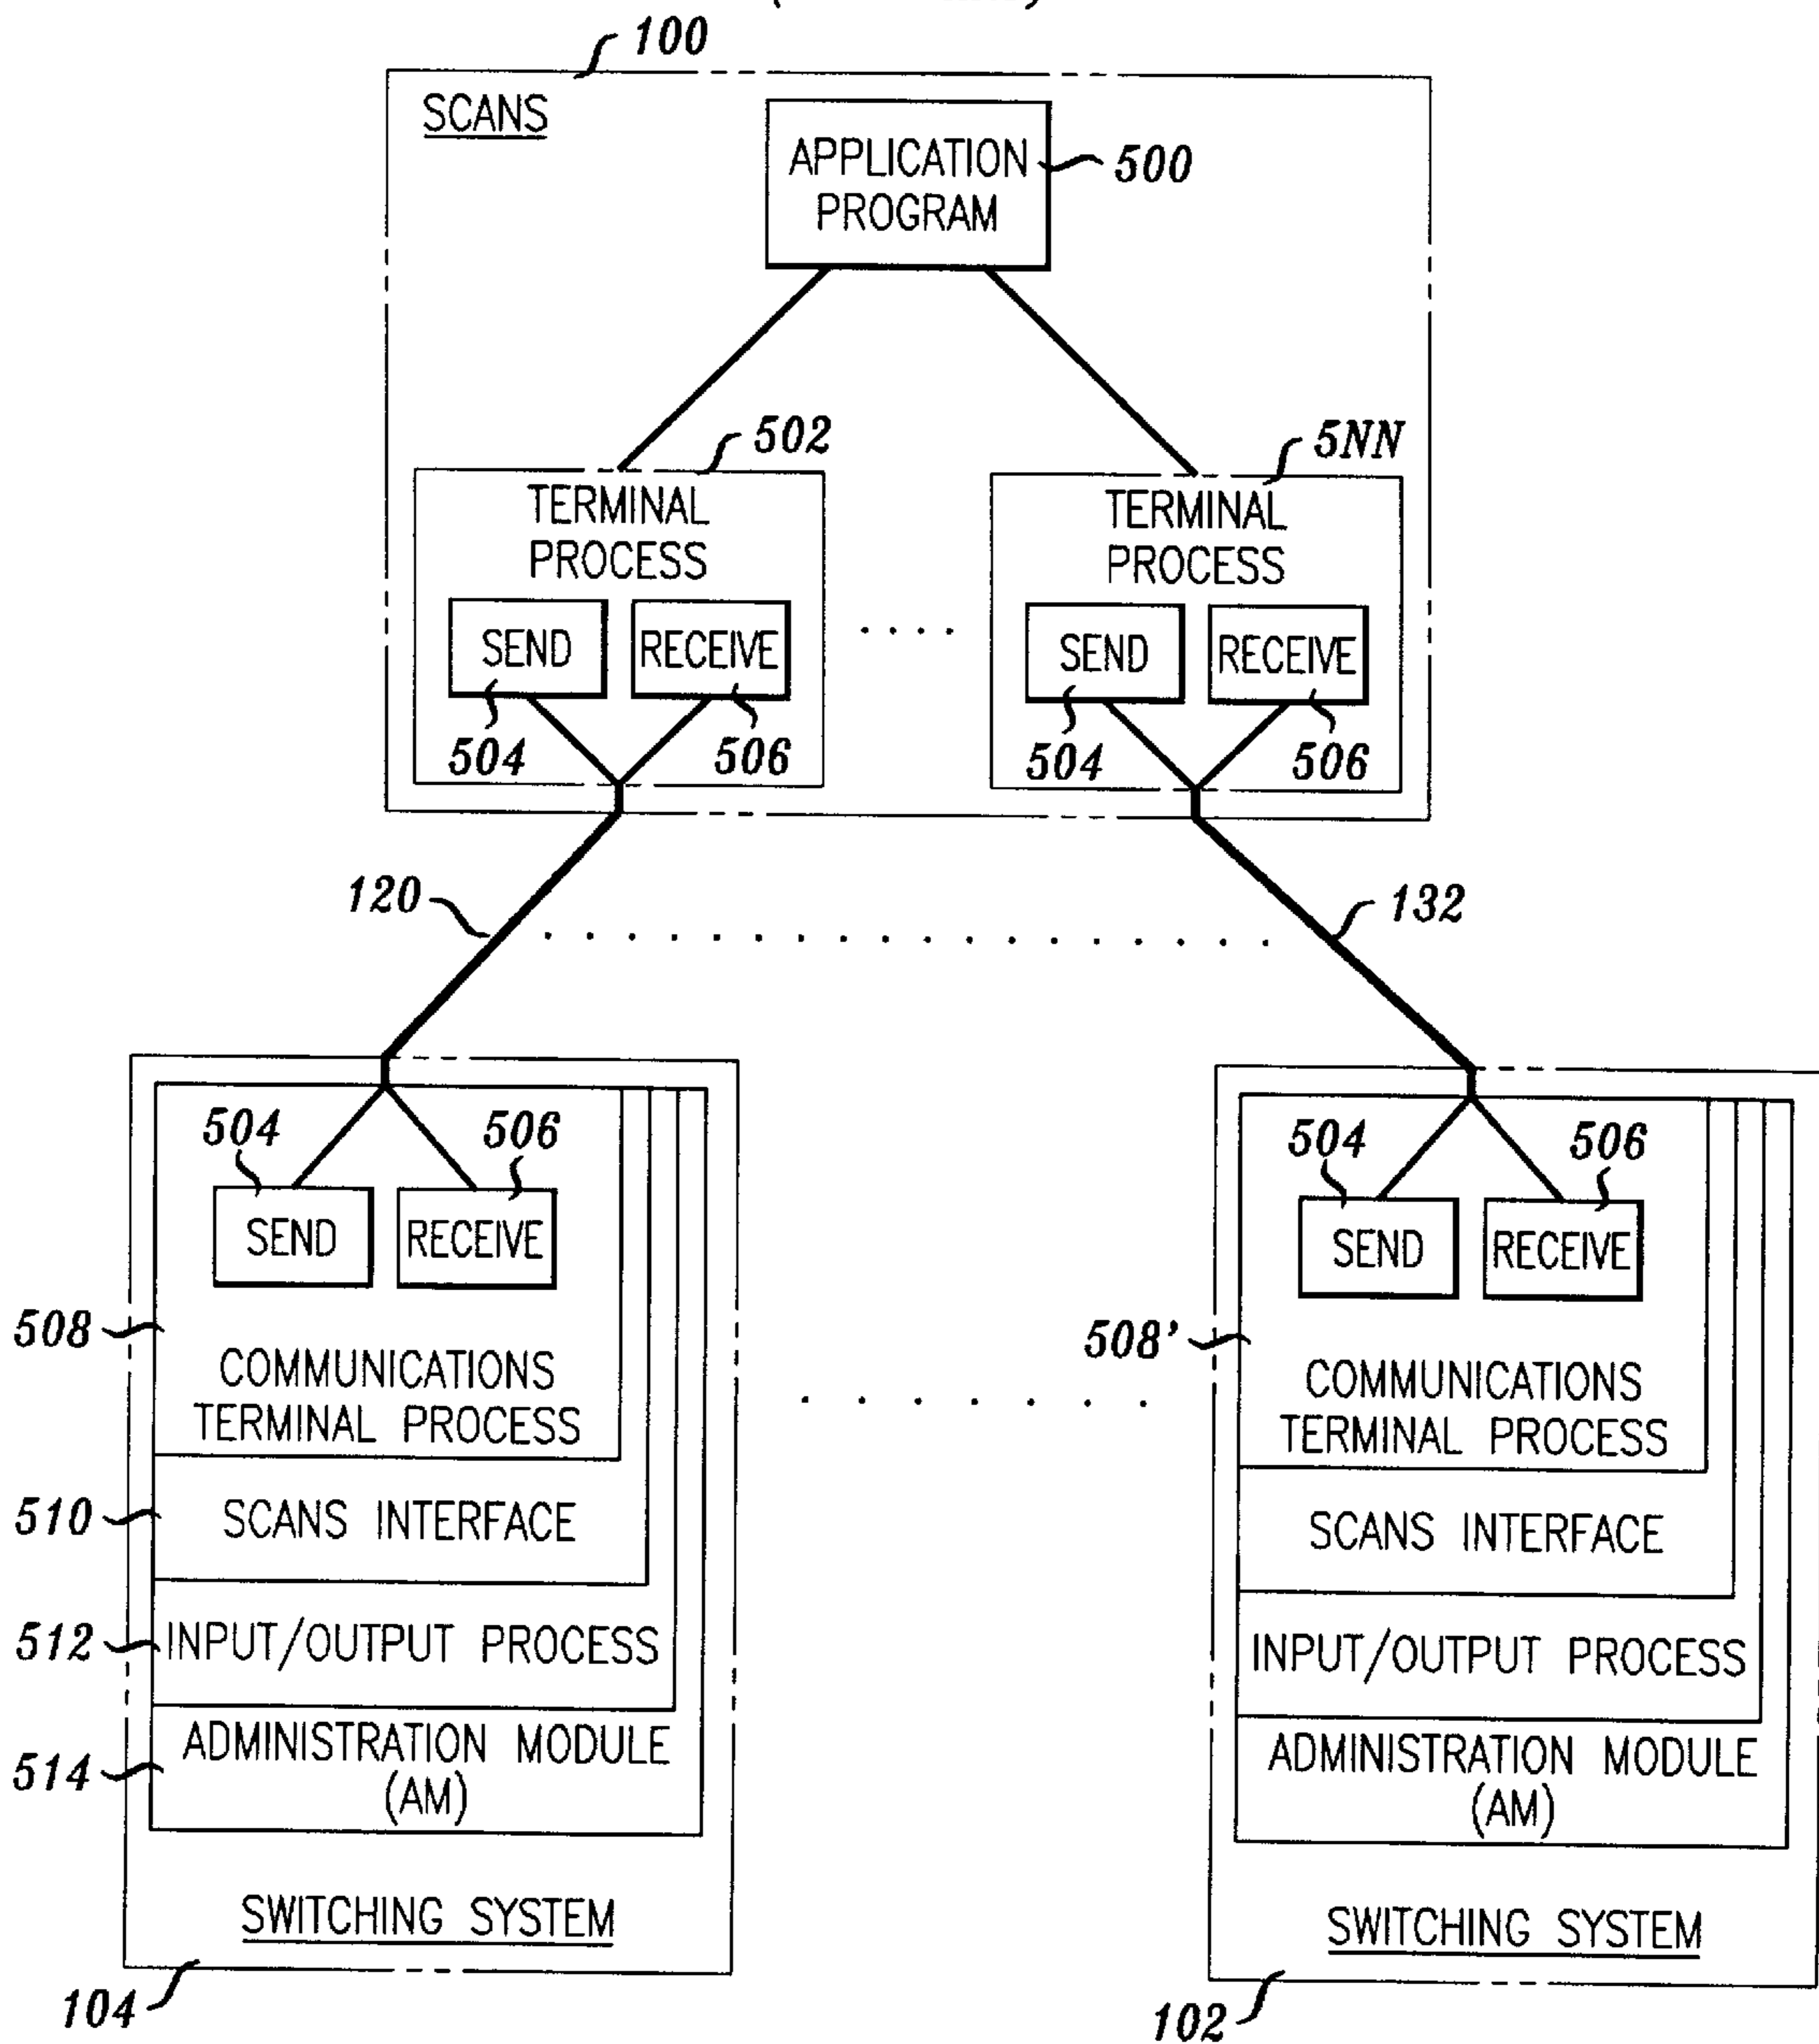 100
SCANS
APPLICATION
PROGRAM
500
502
5NN
TERMINAL
PROCESS
TERMINAL
PROCESS
SEND
RECEIVE
SEND
RECEIVE
504
506
504
506
120
132
504
506
504
506
SEND
RECEIVE
SEND
RECEIVE
508
508'
COMMUNICATIONS
TERMINAL PROCESS
COMMUNICATIONS
TERMINAL PROCESS
510
SCANS INTERFACE
SCANS INTERFACE
512
INPUT/OUTPUT PROCESS
INPUT/OUTPUT PROCESS
514
ADMINISTRATION MODULE
(AM)
ADMINISTRATION MODULE
(AM)
SWITCHING SYSTEM
SWITCHING SYSTEM
104
102